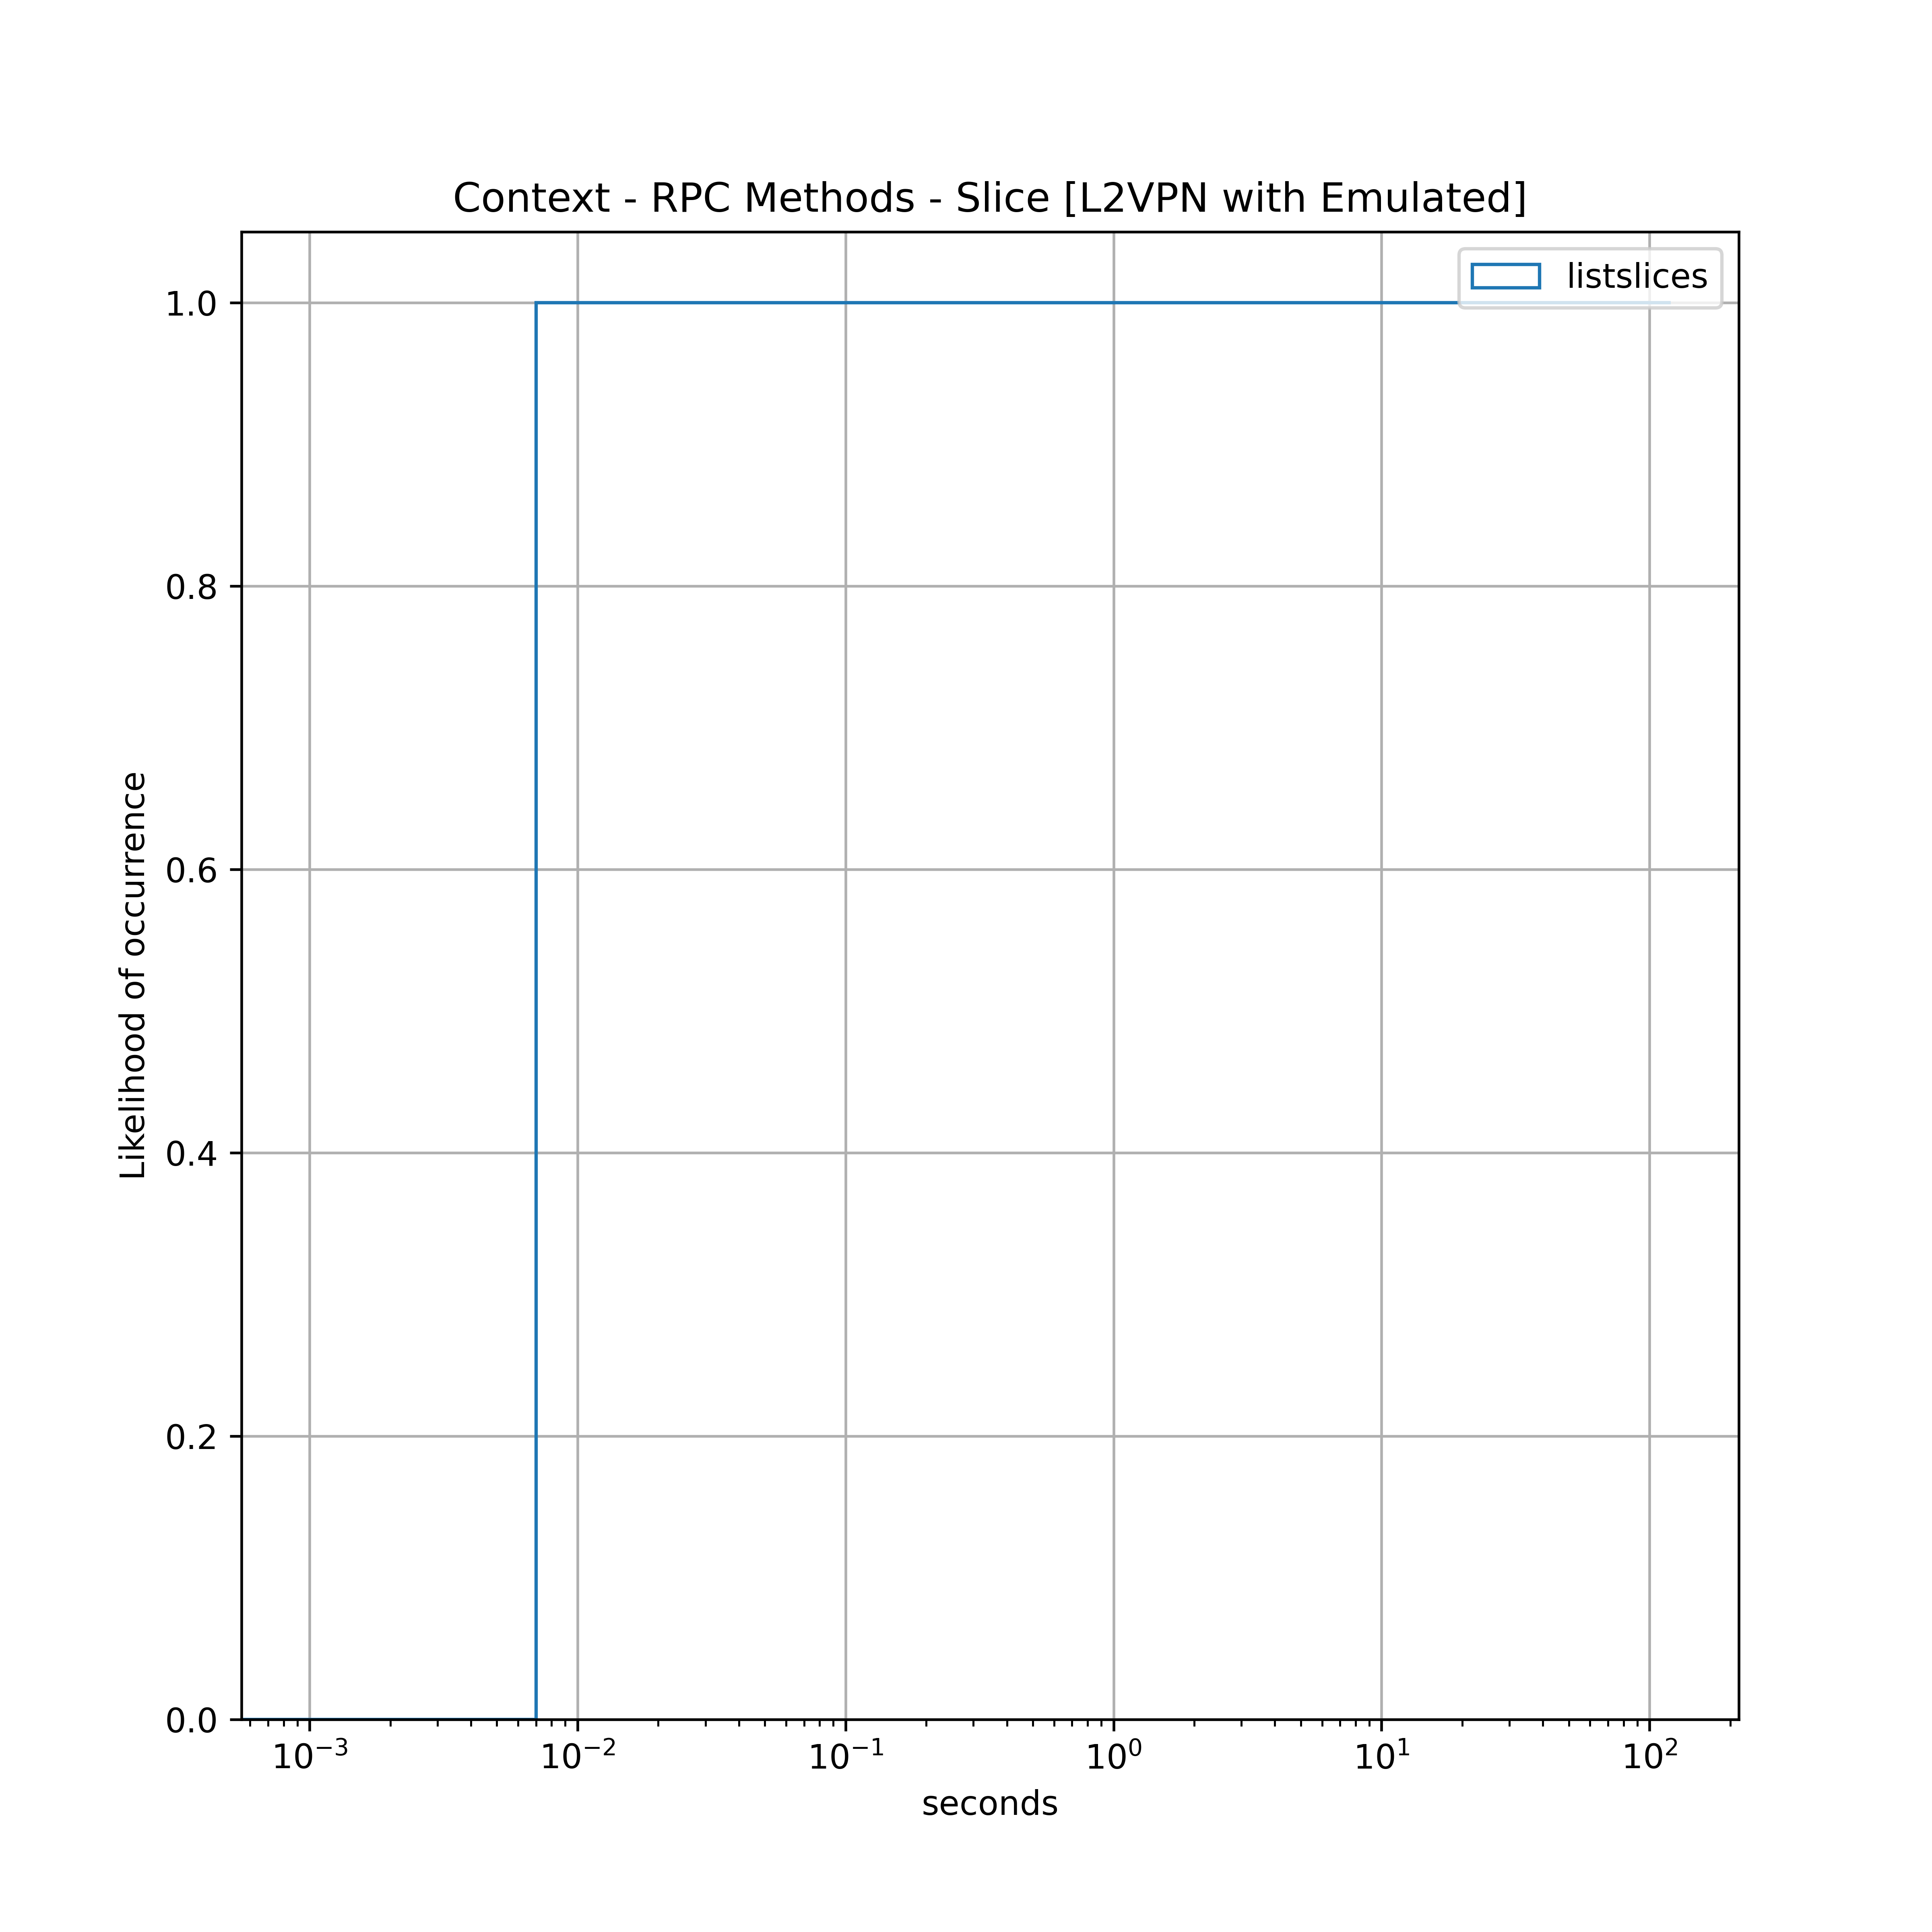 Context - RPC Methods - Slice [L2VPN with Emulated]
listslices
1.0
0.8
0.6
0.4
0.2
0.0
Likelihood of occurrence
10⁻³ 10⁻² 10⁻¹ 10⁰ 10¹ 10²
seconds